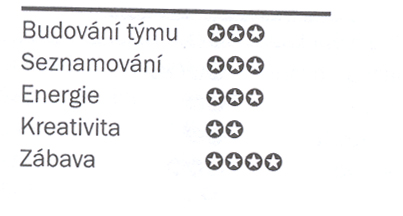 Budování týmu ✪✪✪
Seznamování ✪✪✪
Energie ✪✪✪
Kreativita ✪✪
Zábava ✪✪✪✪